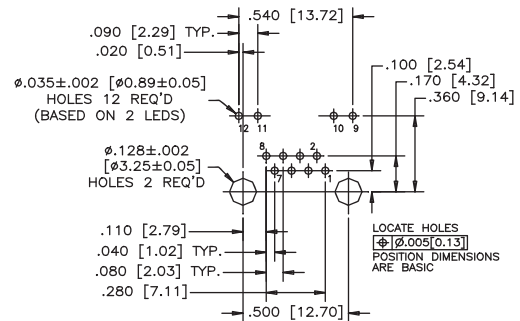 .540 [13.72]
.090 [2.29] TYP.
.020 [0.51]
.100 [2.54]
.170 [4.32]
.360 [9.14]
ø.035±.002 [ø0.89±0.05]
HOLES 12 REQ'D
(BASED ON 2 LEDS)
12 11 10 9
8 2
7 1
ø.128±.002
[ø3.25±0.05]
HOLES 2 REQ'D
.110 [2.79]
.040 [1.02] TYP.
.080 [2.03] TYP.
.280 [7.11]
.500 [12.70]
LOCATE HOLES
⌖ Ø.005[0.13]
POSITION DIMENSIONS
ARE BASIC